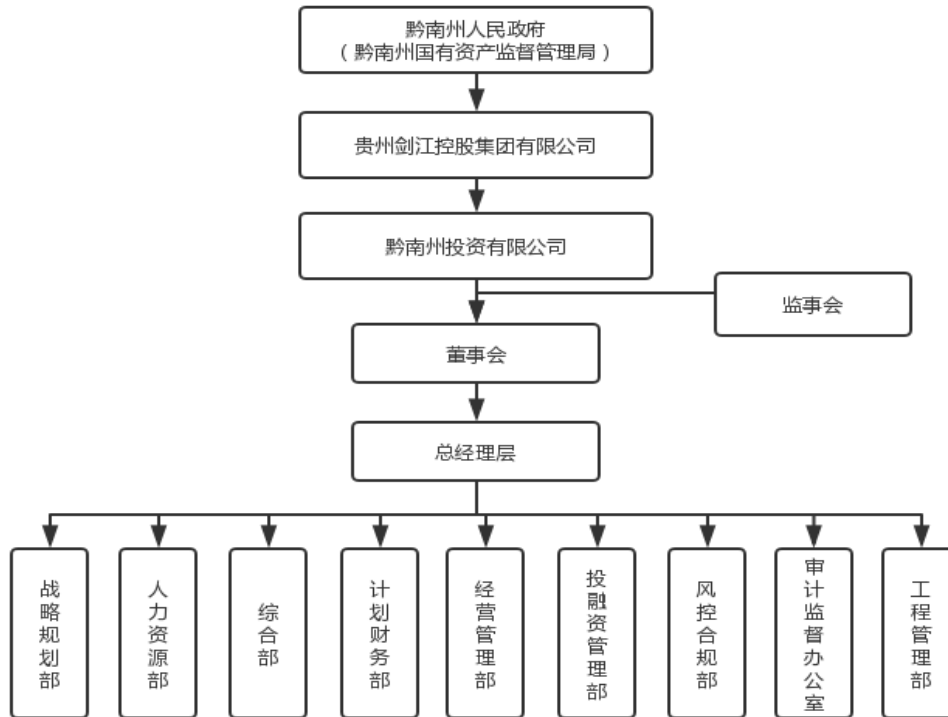 黔南州人民政府
（黔南州国有资产监督管理局）
贵州剑江控股集团有限公司
黔南州投资有限公司
监事会
董事会
总经理层
战略规划部
人力资源部
综合部
计划财务部
经营管理部
投融资管理部
风控合规部
审计监督办公室
工程管理部